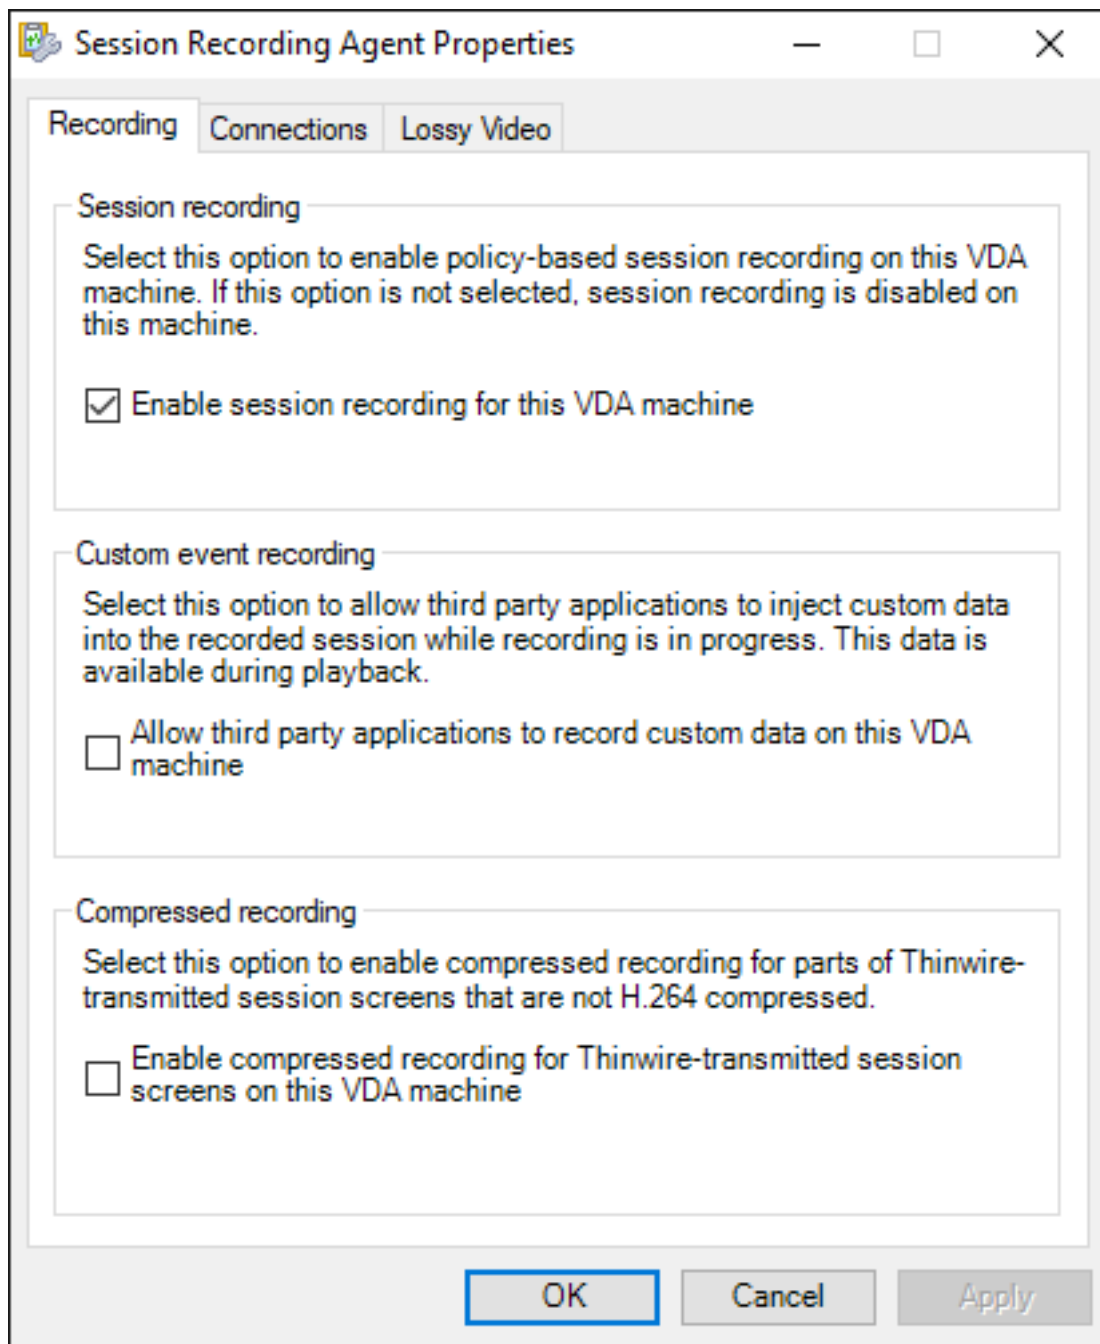 Session Recording Agent Properties
Recording
Connections
Lossy Video
Session recording
Select this option to enable policy-based session recording on this VDA
machine. If this option is not selected, session recording is disabled on
this machine.
Enable session recording for this VDA machine
Custom event recording
Select this option to allow third party applications to inject custom data
into the recorded session while recording is in progress. This data is
available during playback.
Allow third party applications to record custom data on this VDA
machine
Compressed recording
Select this option to enable compressed recording for parts of Thinwire-
transmitted session screens that are not H.264 compressed.
Enable compressed recording for Thinwire-transmitted session
screens on this VDA machine
OK
Cancel
Apply